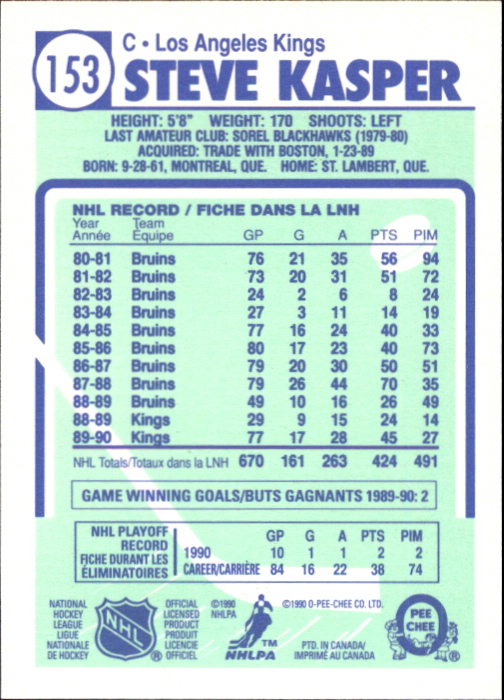 153
C • Los Angeles Kings
STEVE KASPER
HEIGHT: 5'8" WEIGHT: 170 SHOOTS: LEFT
LAST AMATEUR CLUB: SOREL BLACKHAWKS (1979-80)
ACQUIRED: TRADE WITH BOSTON, 1-23-89
BORN: 9-28-61, MONTREAL, QUE. HOME: ST. LAMBERT, QUE.
NHL RECORD / FICHE DANS LA LNH
Year Team
Année Équipe GP G A PTS PIM
80-81 Bruins 76 21 35 56 94
81-82 Bruins 73 20 31 51 72
82-83 Bruins 24 2 6 8 24
83-84 Bruins 27 3 11 14 19
84-85 Bruins 77 16 24 40 33
85-86 Bruins 80 17 23 40 73
86-87 Bruins 79 20 30 50 51
87-88 Bruins 79 26 44 70 35
88-89 Bruins 49 10 16 26 49
88-89 Kings 29 9 15 24 14
89-90 Kings 77 17 28 45 27
NHL Totals/Totaux dans la LNH 670 161 263 424 491
GAME WINNING GOALS/BUTS GAGNANTS 1989-90: 2
NHL PLAYOFF
RECORD
FICHE DURANT LES
ÉLIMINATOIRES
GP G A PTS PIM
1990 10 1 1 2 2
CAREER/CARRIÈRE 84 16 22 38 74
NATIONAL
HOCKEY
LEAGUE
LIGUE
NATIONALE
DE HOCKEY
NHL
®
OFFICIAL
LICENSED
PRODUCT
PRODUIT
LICENCIE
OFFICIEL
©1990
NHLPA
TM
NHLPA
©1990 O-PEE-CHEE CO. LTD.
PTD. IN CANADA/
IMPRIMÉ AU CANADA
O
PEE
CHEE
®